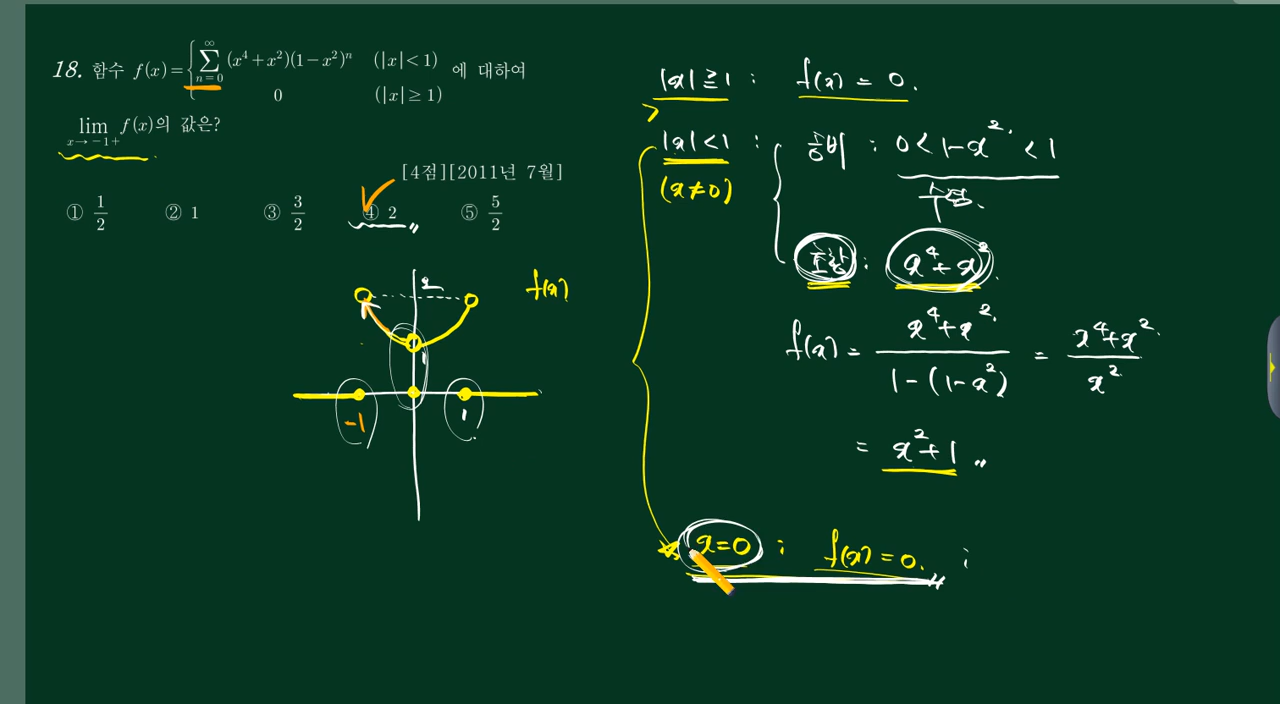 18. 함수 f(x)={ ∑_{n=0}^{∞} (x⁴+x²)(1−x²)ⁿ (|x|<1) 에 대하여
0 (|x|≥1)
lim_{x→−1+} f(x)의 값은?
[4점][2011년 7월]
① 1/2 ② 1 ③ 3/2 ④ 2 ⑤ 5/2
2
f(x)
1
-1
1
|x|≥1 : f(x) = 0.
|x|<1 : 공비 : 0<1-x²<1
(x≠0)
수렴.
초항 : x⁴+x².
f(x) = (x⁴+x²)/(1-(1-x²)) = (x⁴+x²)/x²
= x²+1 〃
x=0 ; f(x)=0. ;